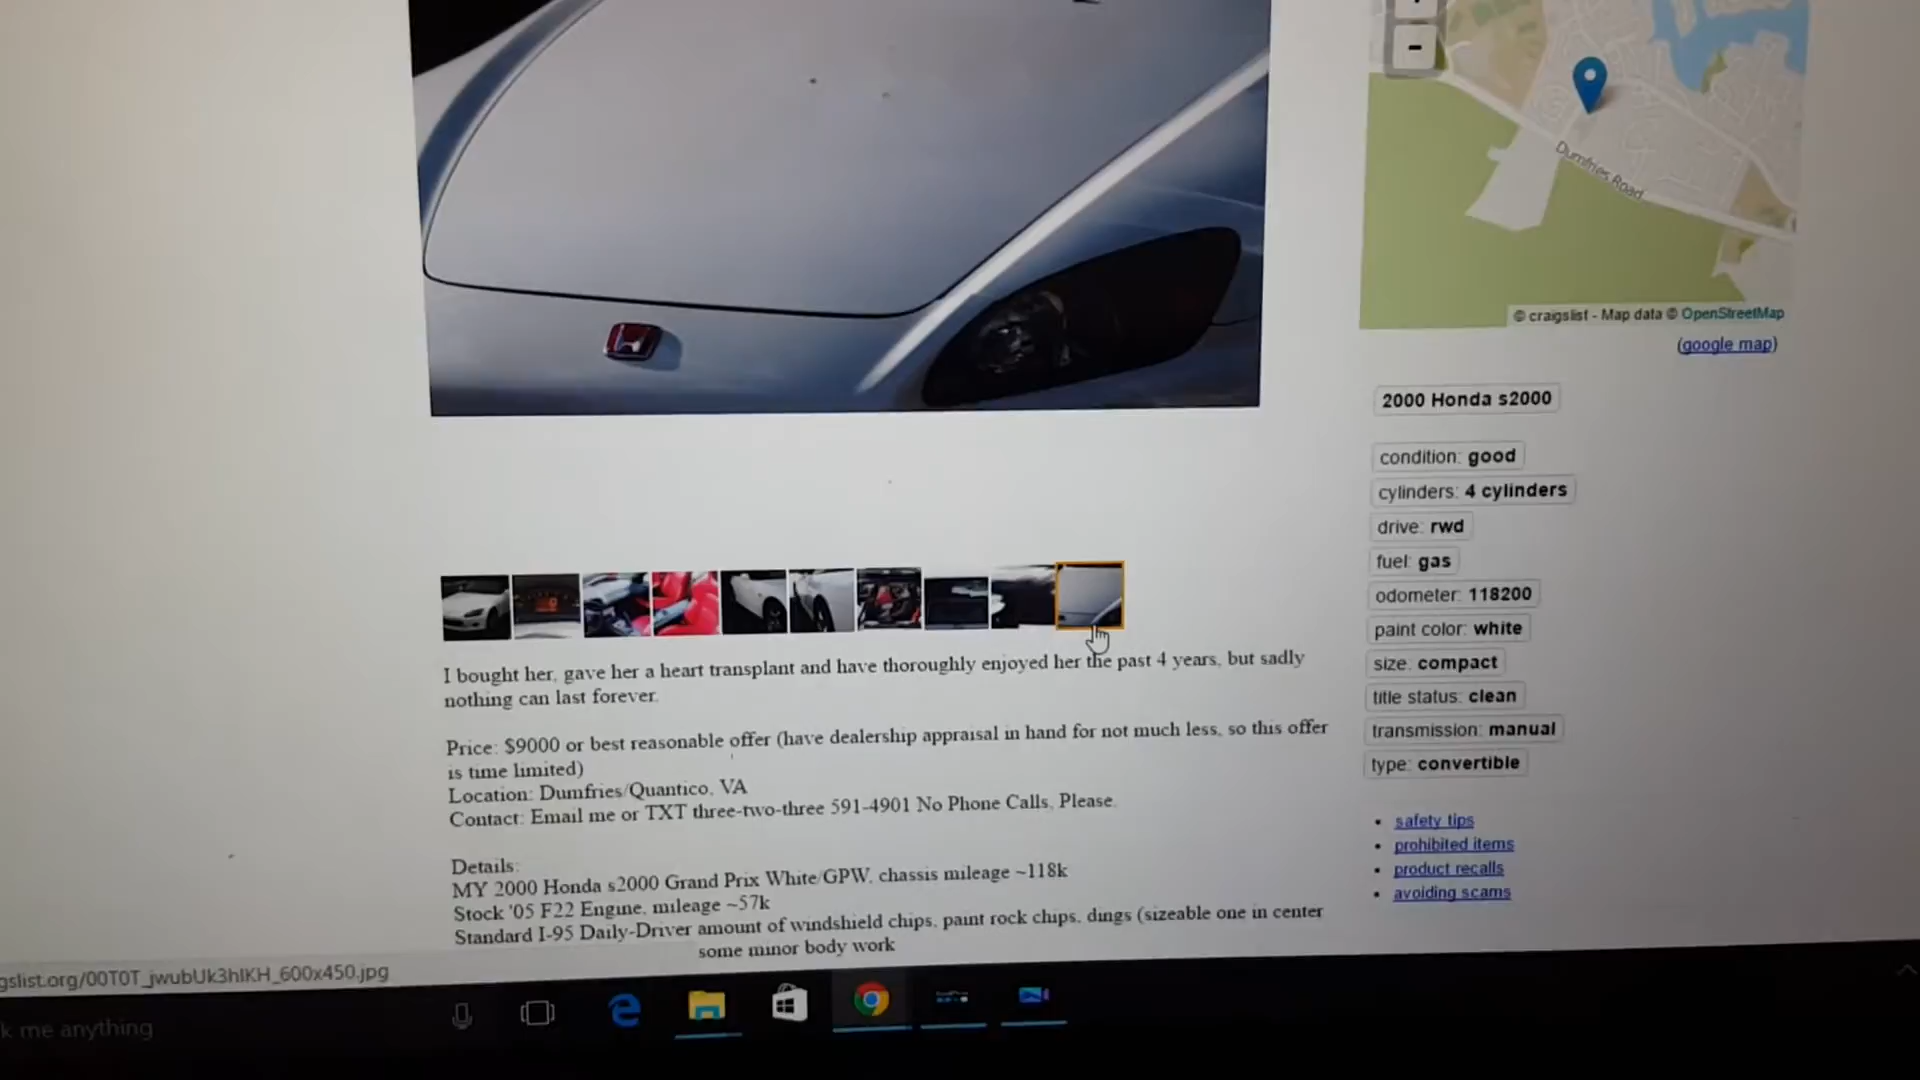 Dumfries Road
© craigslist - Map data © OpenStreetMap
(google map)
2000 Honda s2000
condition: good
cylinders: 4 cylinders
drive: rwd
fuel: gas
odometer: 118200
paint color: white
size: compact
title status: clean
transmission: manual
type: convertible
safety tips
prohibited items
product recalls
avoiding scams
I bought her, gave her a heart transplant and have thoroughly enjoyed her the past 4 years, but sadly
nothing can last forever.
Price: $9000 or best reasonable offer (have dealership appraisal in hand for not much less, so this offer
is time limited)
Location: Dumfries/Quantico, VA
Contact: Email me or TXT three-two-three 591-4901 No Phone Calls, Please.
Details:
MY 2000 Honda s2000 Grand Prix White/GPW, chassis mileage ~118k
Stock '05 F22 Engine, mileage ~57k
Standard I-95 Daily-Driver amount of windshield chips, paint rock chips, dings (sizeable one in center
some minor body work
gslist.org/00T0T_jwubUk3hIKH_600x450.jpg
k me anything